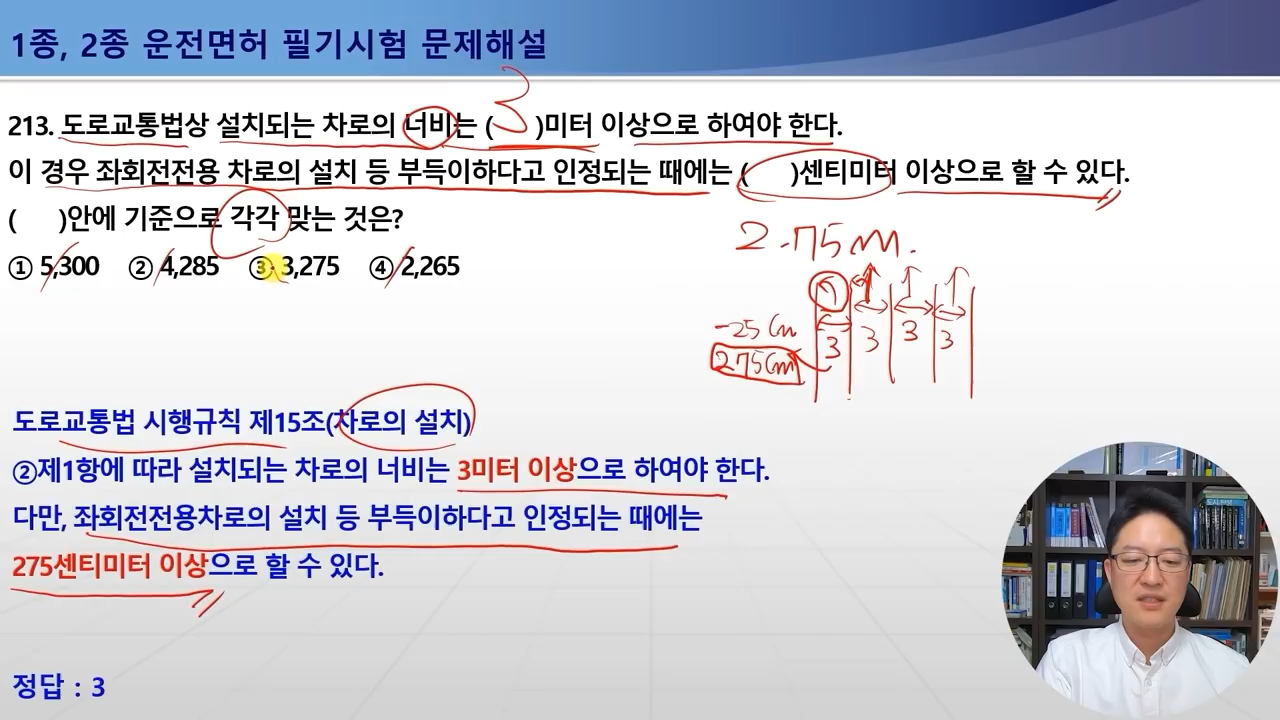 1종, 2종 운전면허 필기시험 문제해설
213. 도로교통법상 설치되는 차로의 너비는 ( 3 )미터 이상으로 하여야 한다.
이 경우 좌회전전용 차로의 설치 등 부득이하다고 인정되는 때에는 ( )센티미터 이상으로 할 수 있다.
( )안에 기준으로 각각 맞는 것은?
① 5,300 ② 4,285 ③ 3,275 ④ 2,265
2.75m.
-25Cm 3 3 3 3
275Cm
도로교통법 시행규칙 제15조(차로의 설치)
②제1항에 따라 설치되는 차로의 너비는 3미터 이상으로 하여야 한다.
다만, 좌회전전용차로의 설치 등 부득이하다고 인정되는 때에는
275센티미터 이상으로 할 수 있다.
정답 : 3